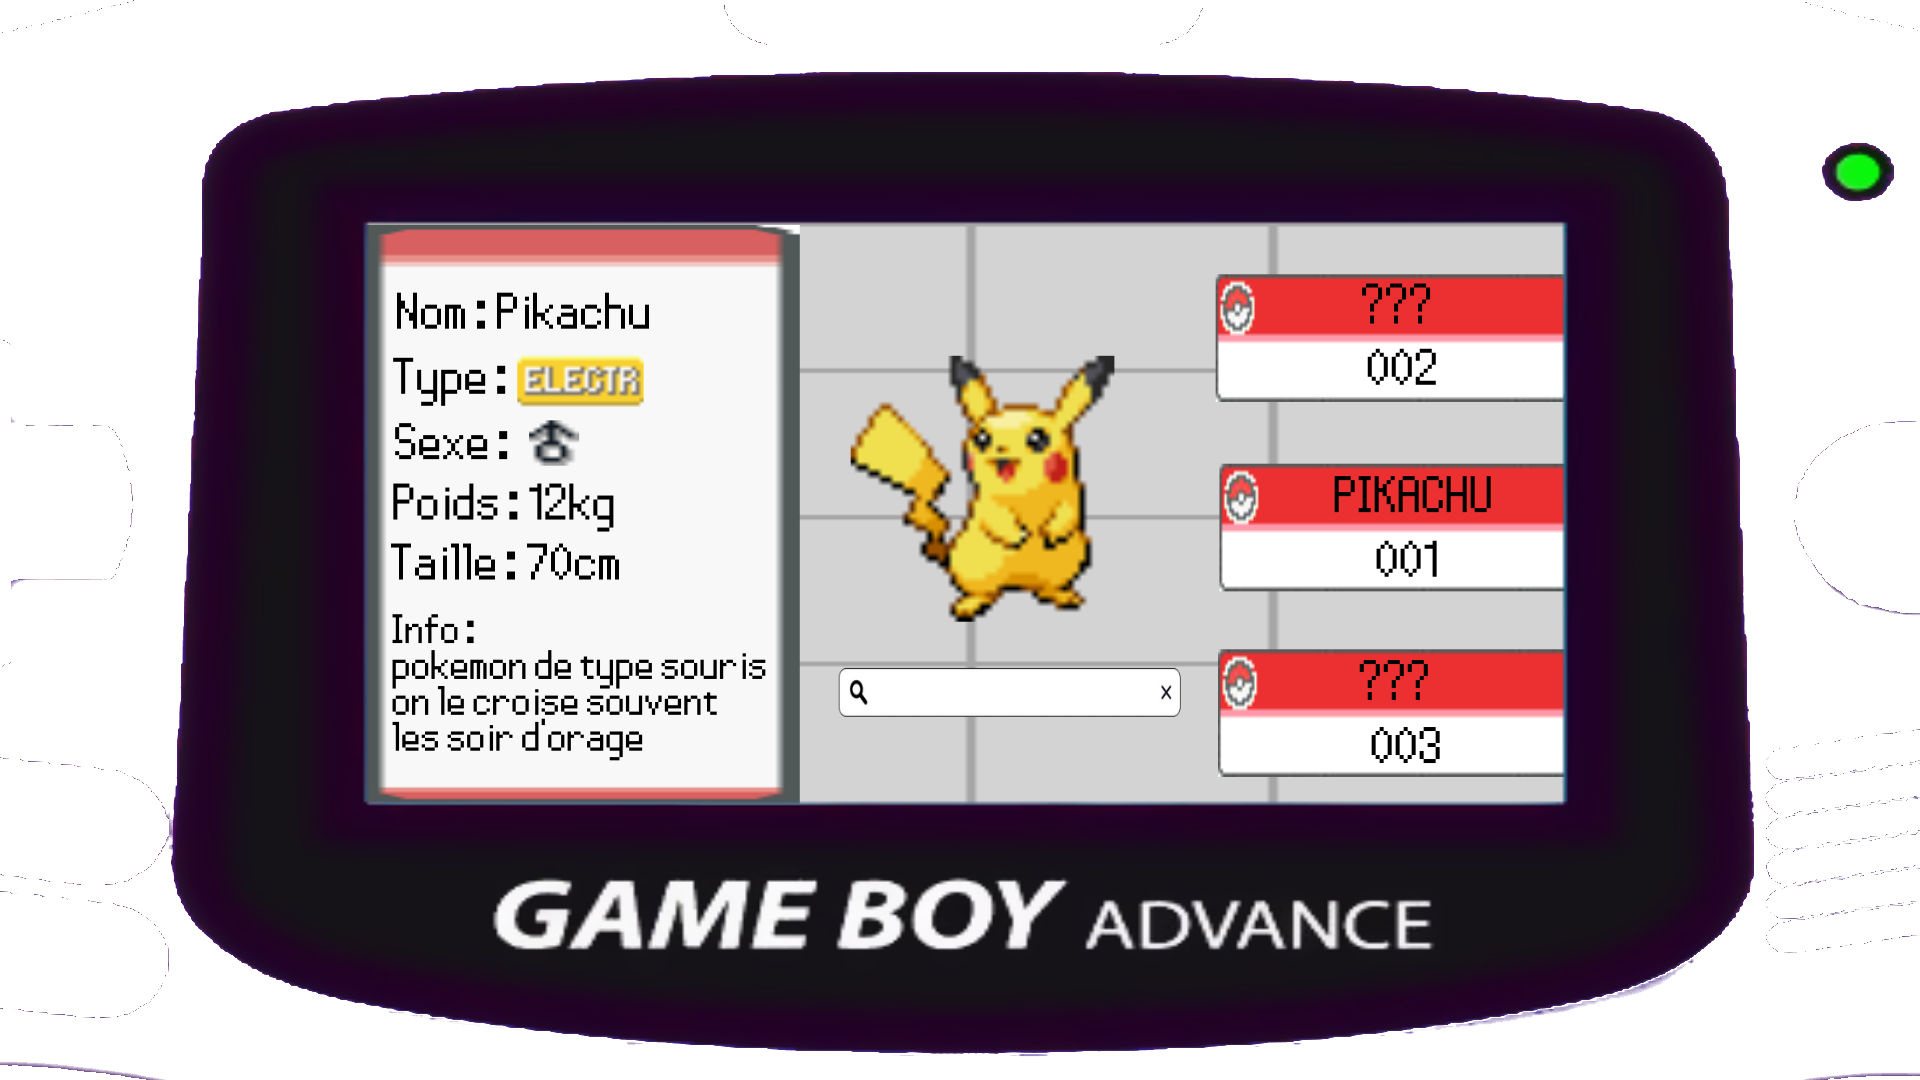 Nom:Pikachu
Type: ELECTR
Sexe:
Poids:12kg
Taille:70cm
Info:
pokemon de type souris
on le croise souvent
les soir d'orage
x
???
002
PIKACHU
001
???
003
GAME BOY ADVANCE